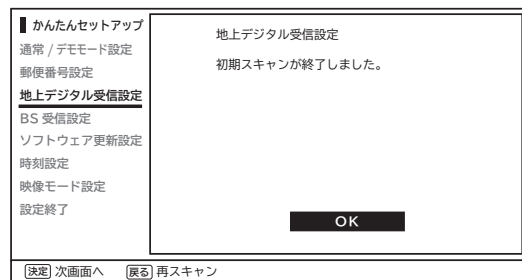 かんたんセットアップ
通常 / デモモード設定
郵便番号設定
地上デジタル受信設定
BS 受信設定
ソフトウェア更新設定
時刻設定
映像モード設定
設定終了
地上デジタル受信設定
初期スキャンが終了しました。
OK
決定 次画面へ 戻る 再スキャン